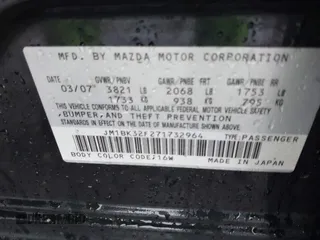 MFD. BY MAZDA MOTOR CORPORATION
GVWR/PNBV GAWR/PNBE FRT GAWR/PNBE RR
03/07 3821 LB 2068 LB 1753 LB
1733 KG 938 KG 795 KG
THIS VEHICLE CONFORMS TO ALL APPLICABLE FEDERAL MOTOR VEHICLE
SAFETY, BUMPER, AND THEFT PREVENTION STANDARDS IN
EFFECT ON THE DATE OF MANUFACTURE SHOWN ABOVE.
JM1BK32F271732964 TYPE:PASSENGER
BODY COLOR CODE/16W MADE IN JAPAN